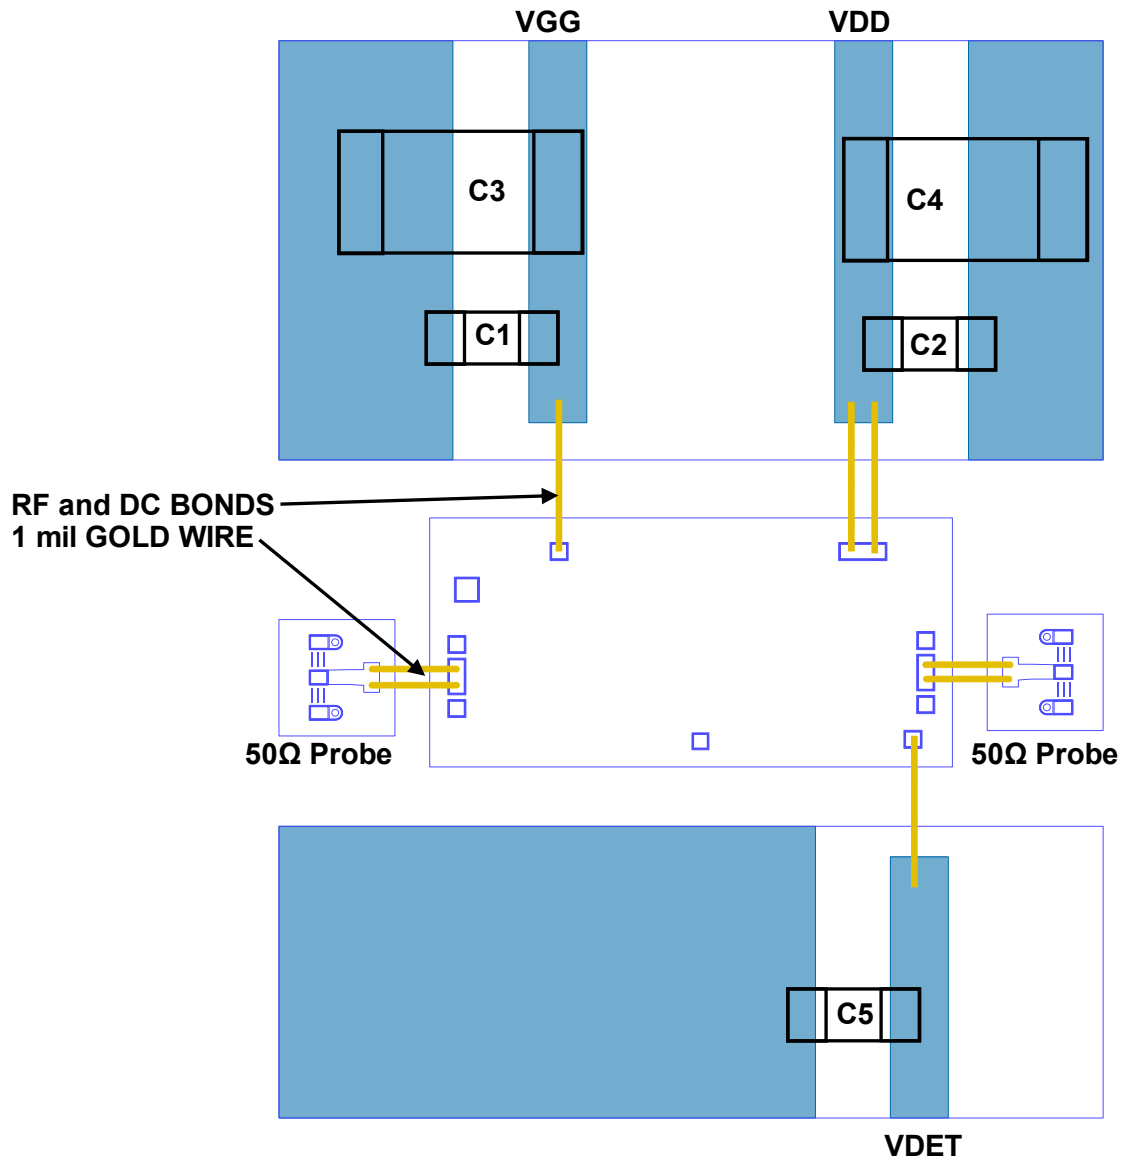 VGG
VDD
C3
C4
C1
C2
RF and DC BONDS
1 mil GOLD WIRE
50Ω Probe
50Ω Probe
C5
VDET